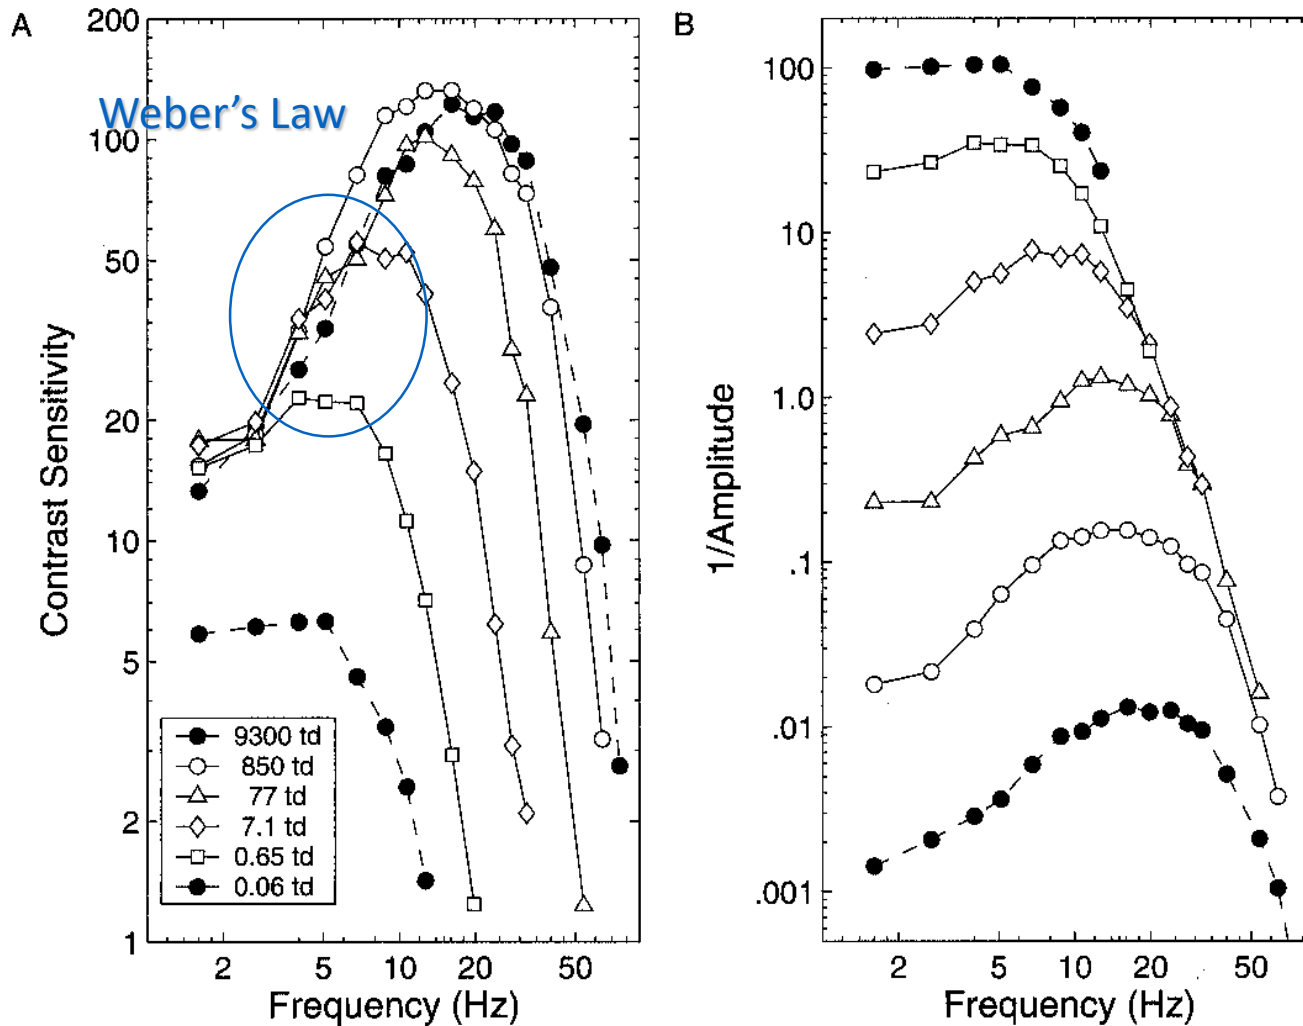 A
Weber's Law
Contrast Sensitivity
200
100
50
20
10
5
2
1
9300 td
850 td
77 td
7.1 td
0.65 td
0.06 td
2 5 10 20 50
Frequency (Hz)
B
1/Amplitude
100
10
1.0
.1
.01
.001
2 5 10 20 50
Frequency (Hz)